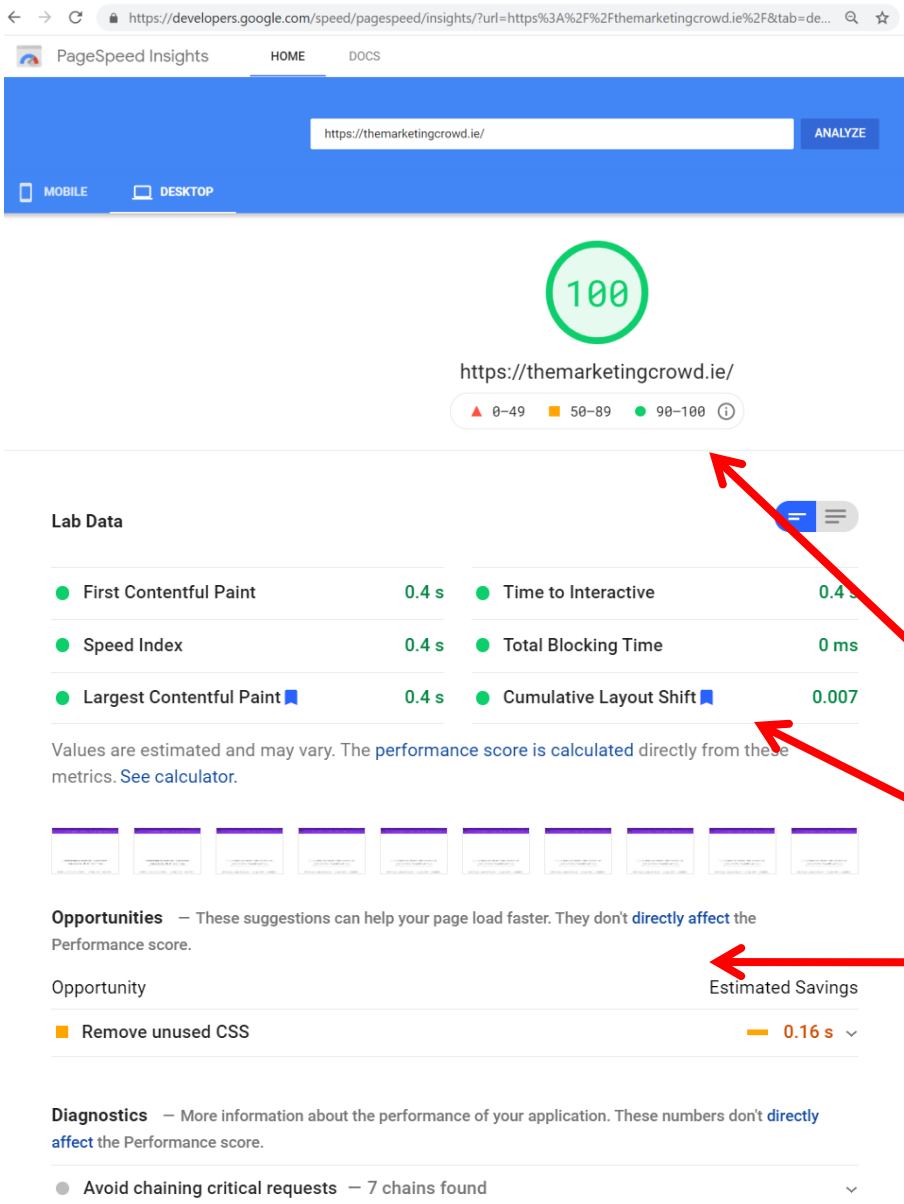 https://developers.google.com/speed/pagespeed/insights/?url=https%3A%2F%2Fthemarketingcrowd.ie%2F&tab=de...
PageSpeed Insights HOME DOCS
https://themarketingcrowd.ie/ ANALYZE
MOBILE DESKTOP
100
https://themarketingcrowd.ie/
0–49 50–89 90–100
Lab Data
First Contentful Paint 0.4 s Time to Interactive 0.4 s
Speed Index 0.4 s Total Blocking Time 0 ms
Largest Contentful Paint 0.4 s Cumulative Layout Shift 0.007
Values are estimated and may vary. The performance score is calculated directly from these
metrics. See calculator.
Opportunities — These suggestions can help your page load faster. They don't directly affect the
Performance score.
Opportunity Estimated Savings
Remove unused CSS 0.16 s
Diagnostics — More information about the performance of your application. These numbers don't directly
affect the Performance score.
Avoid chaining critical requests — 7 chains found